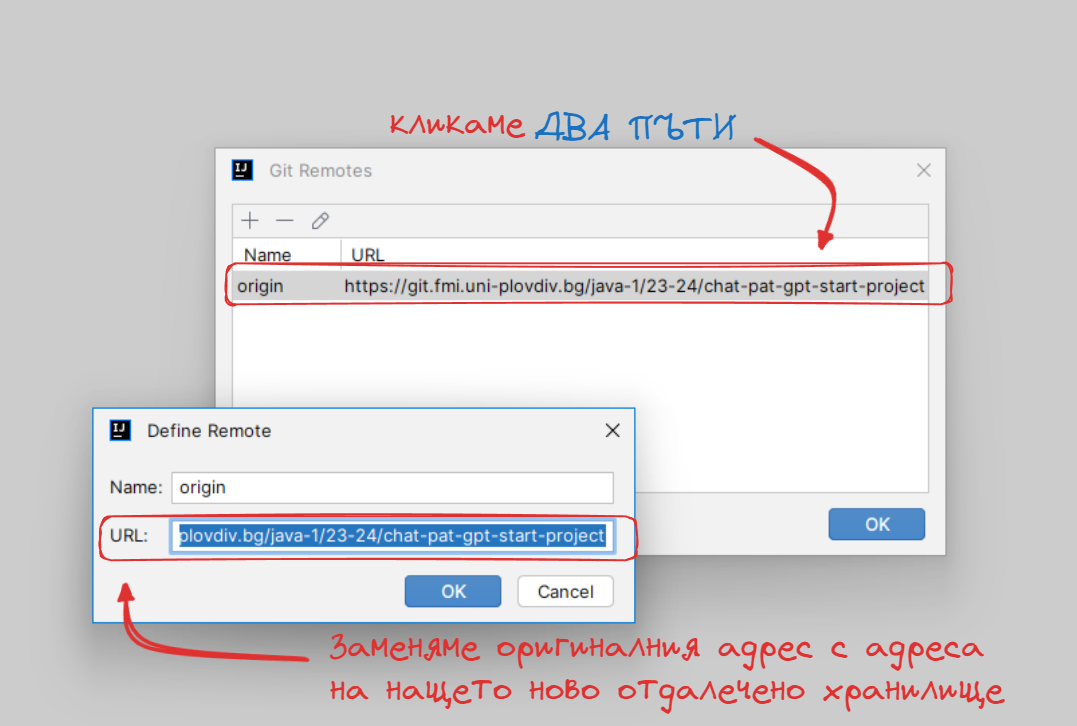 кликаме ДВА ПЪТИ
IJ Git Remotes
Name URL
origin https://git.fmi.uni-plovdiv.bg/java-1/23-24/chat-pat-gpt-start-project
OK
IJ Define Remote
Name: origin
URL: plovdiv.bg/java-1/23-24/chat-pat-gpt-start-project
OK Cancel
Заменяме оригиналния адрес с адреса
на нащето ново отдалечено хранилище